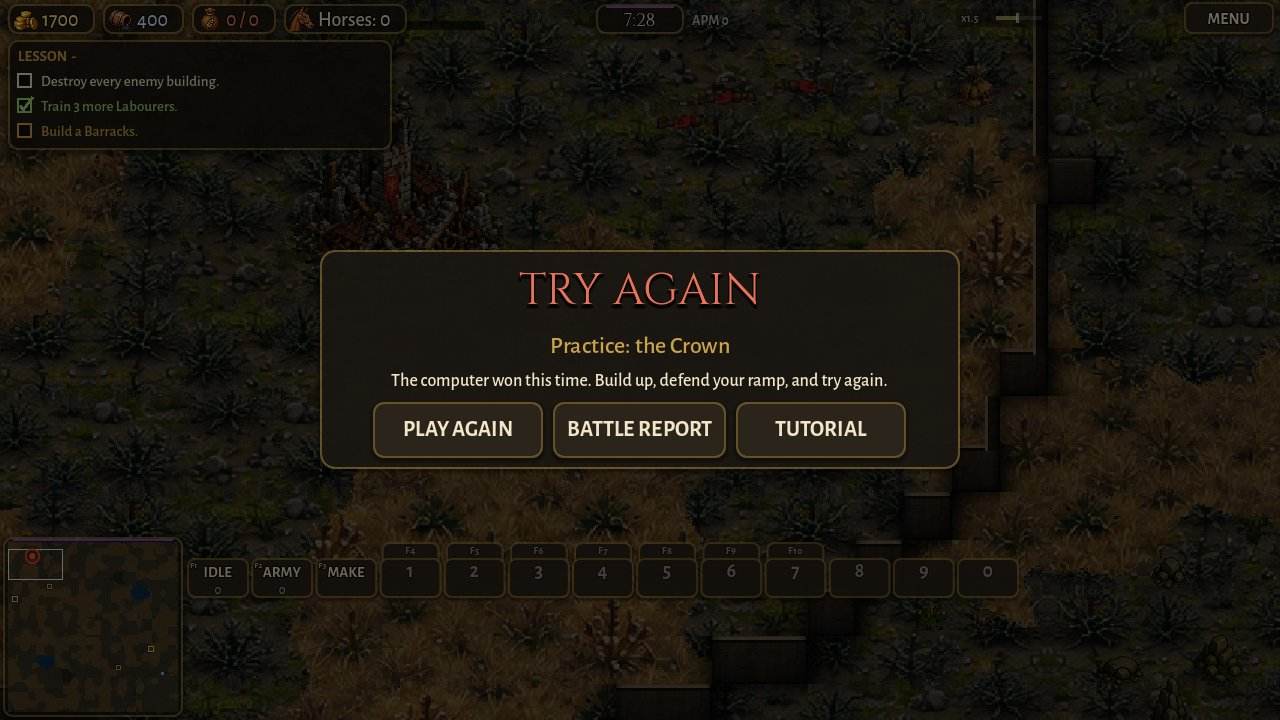 1700 400 0 / 0 Horses: 0 7:28 APM 0 x1.5 MENU
LESSON -
Destroy every enemy building.
Train 3 more Labourers.
Build a Barracks.
TRY AGAIN
Practice: the Crown
The computer won this time. Build up, defend your ramp, and try again.
PLAY AGAIN BATTLE REPORT TUTORIAL
F4 F5 F6 F7 F8 F9 F10
F1 IDLE F2 ARMY F3 MAKE 1 2 3 4 5 6 7 8 9 0
0 0